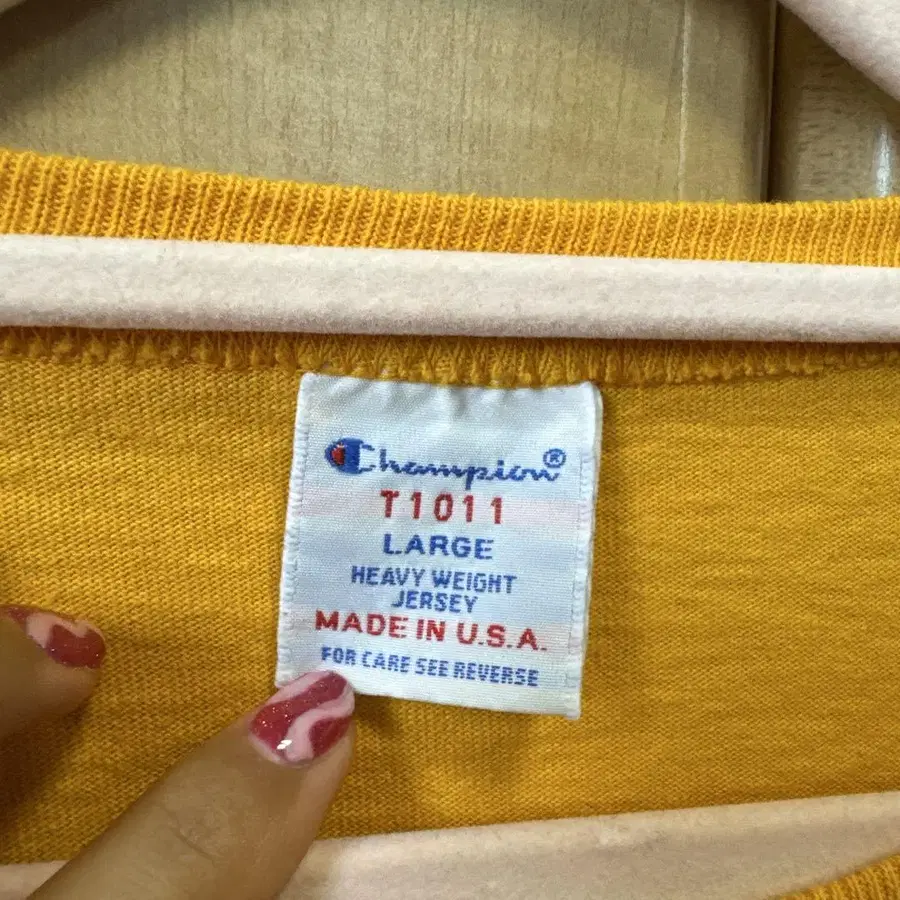 Champion®
T1011
LARGE
HEAVY WEIGHT
JERSEY
MADE IN U.S.A.
FOR CARE SEE REVERSE